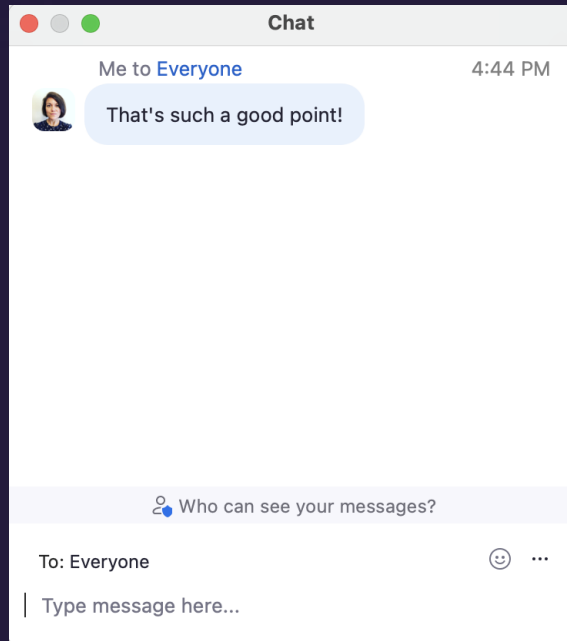 Chat
Me to Everyone 4:44 PM
That's such a good point!
Who can see your messages?
To: Everyone
Type message here...